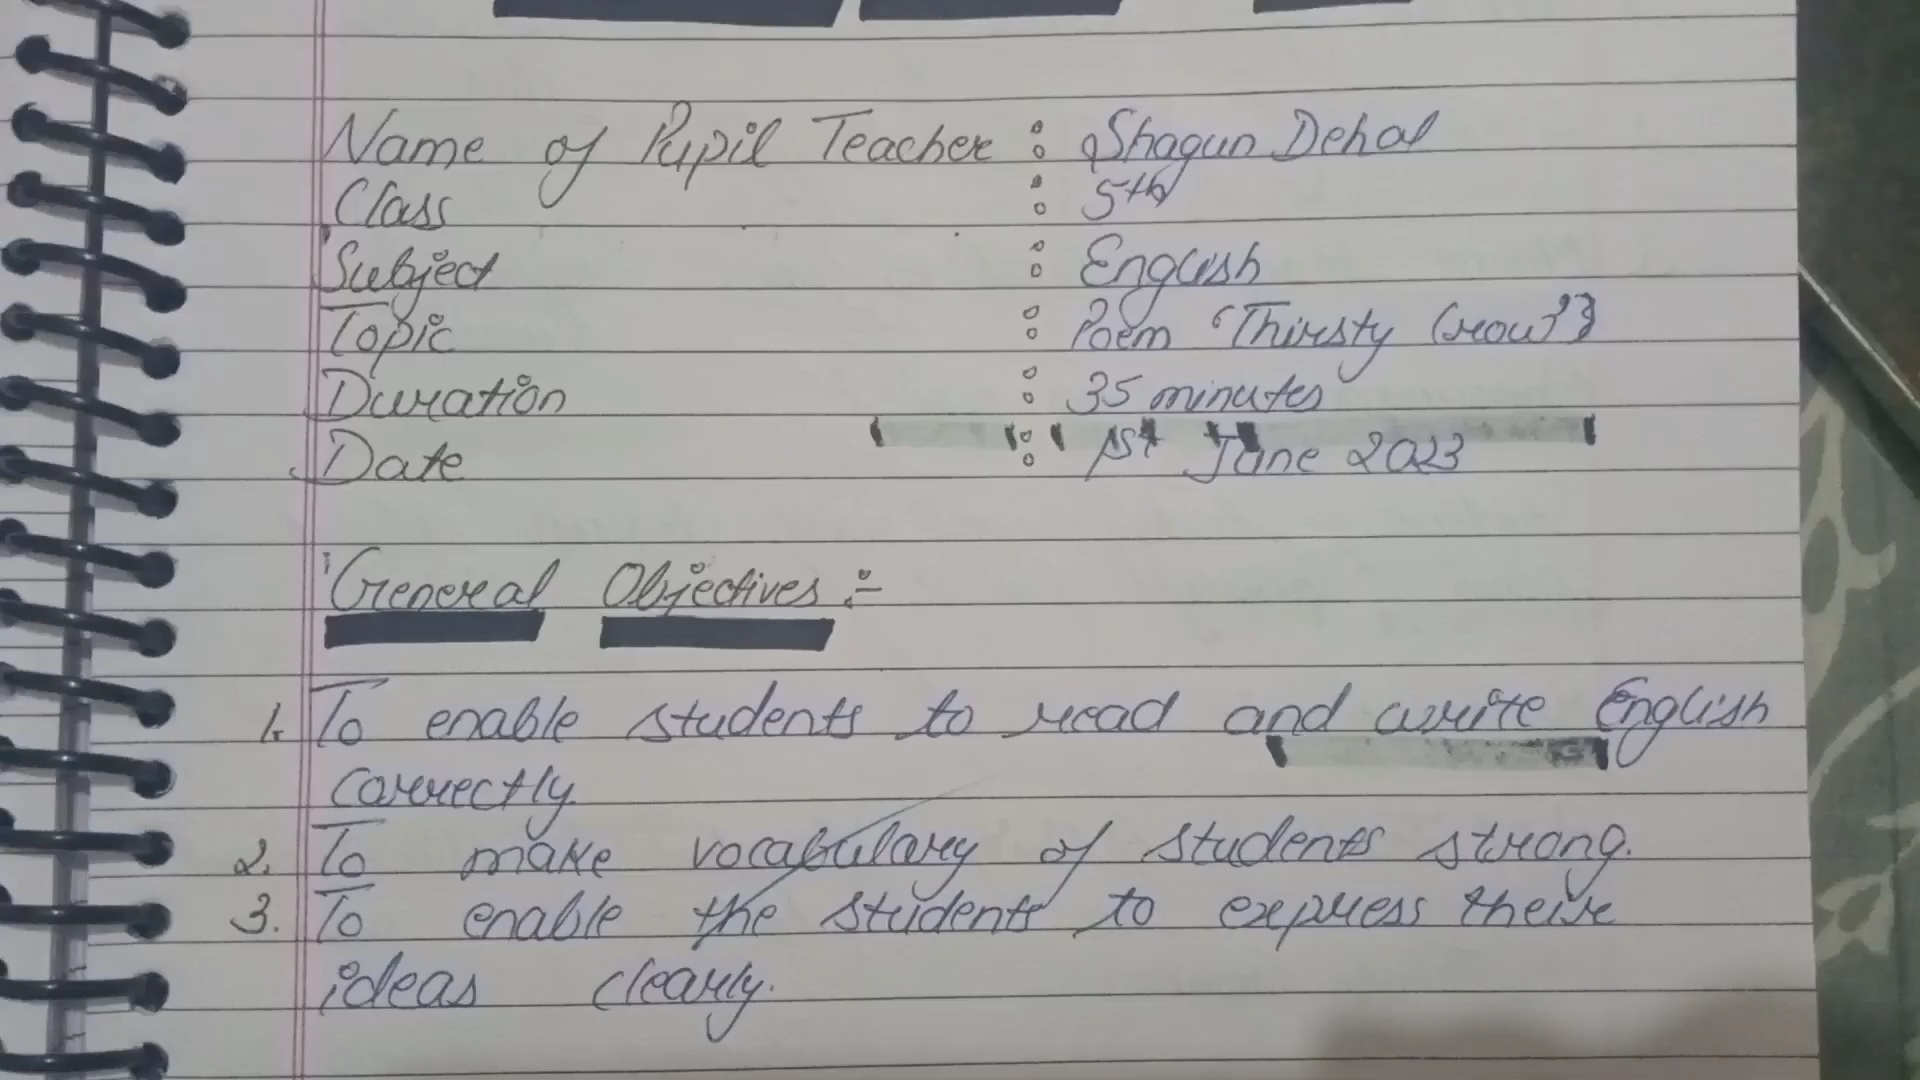 Name of Pupil Teacher : Shagun Dehal
Class : 5th
Subject : English
Topic : Poem 'Thirsty Crow'}
Duration : 35 minutes
Date : 1st June 2023
General Objectives :-
1. To enable students to read and write English
correctly.
2. To make vocabulary of students strong.
3. To enable the students to express their
ideas clearly.